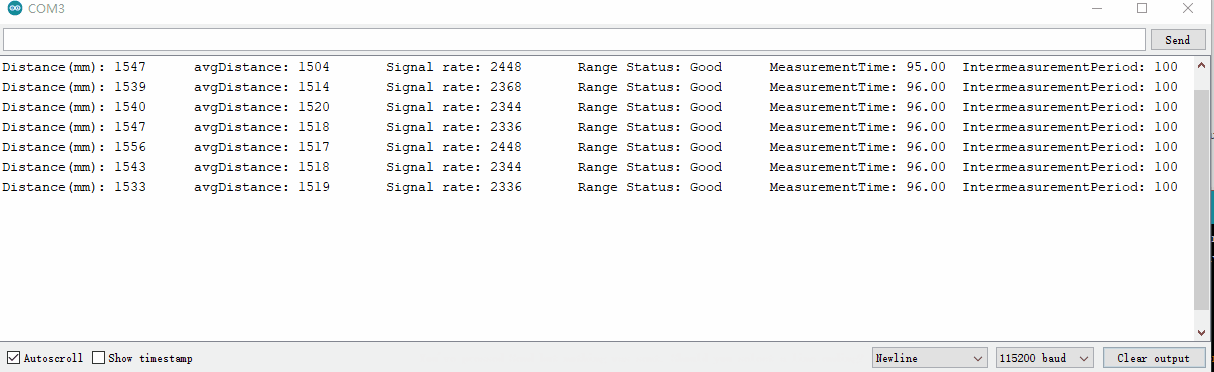 COM3
Send
Distance(mm): 1547 avgDistance: 1504 Signal rate: 2448 Range Status: Good MeasurementTime: 95.00 IntermeasurementPeriod: 100
Distance(mm): 1539 avgDistance: 1514 Signal rate: 2368 Range Status: Good MeasurementTime: 96.00 IntermeasurementPeriod: 100
Distance(mm): 1540 avgDistance: 1520 Signal rate: 2344 Range Status: Good MeasurementTime: 96.00 IntermeasurementPeriod: 100
Distance(mm): 1547 avgDistance: 1518 Signal rate: 2336 Range Status: Good MeasurementTime: 96.00 IntermeasurementPeriod: 100
Distance(mm): 1556 avgDistance: 1517 Signal rate: 2448 Range Status: Good MeasurementTime: 96.00 IntermeasurementPeriod: 100
Distance(mm): 1543 avgDistance: 1518 Signal rate: 2344 Range Status: Good MeasurementTime: 96.00 IntermeasurementPeriod: 100
Distance(mm): 1533 avgDistance: 1519 Signal rate: 2336 Range Status: Good MeasurementTime: 96.00 IntermeasurementPeriod: 100
Autoscroll Show timestamp Newline 115200 baud Clear output